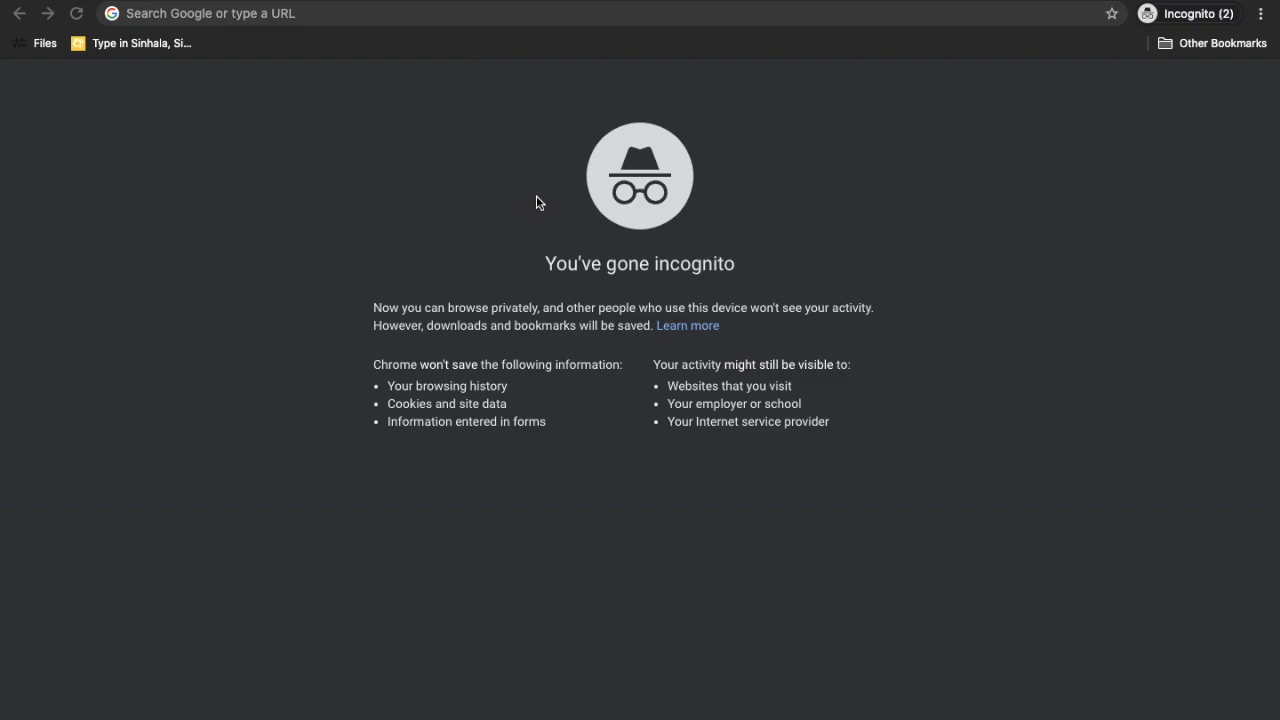 Search Google or type a URL
Incognito (2)
Files
Type in Sinhala, Si...
Other Bookmarks
You've gone incognito
Now you can browse privately, and other people who use this device won't see your activity.
However, downloads and bookmarks will be saved. Learn more
Chrome won't save the following information:
• Your browsing history
• Cookies and site data
• Information entered in forms
Your activity might still be visible to:
• Websites that you visit
• Your employer or school
• Your Internet service provider